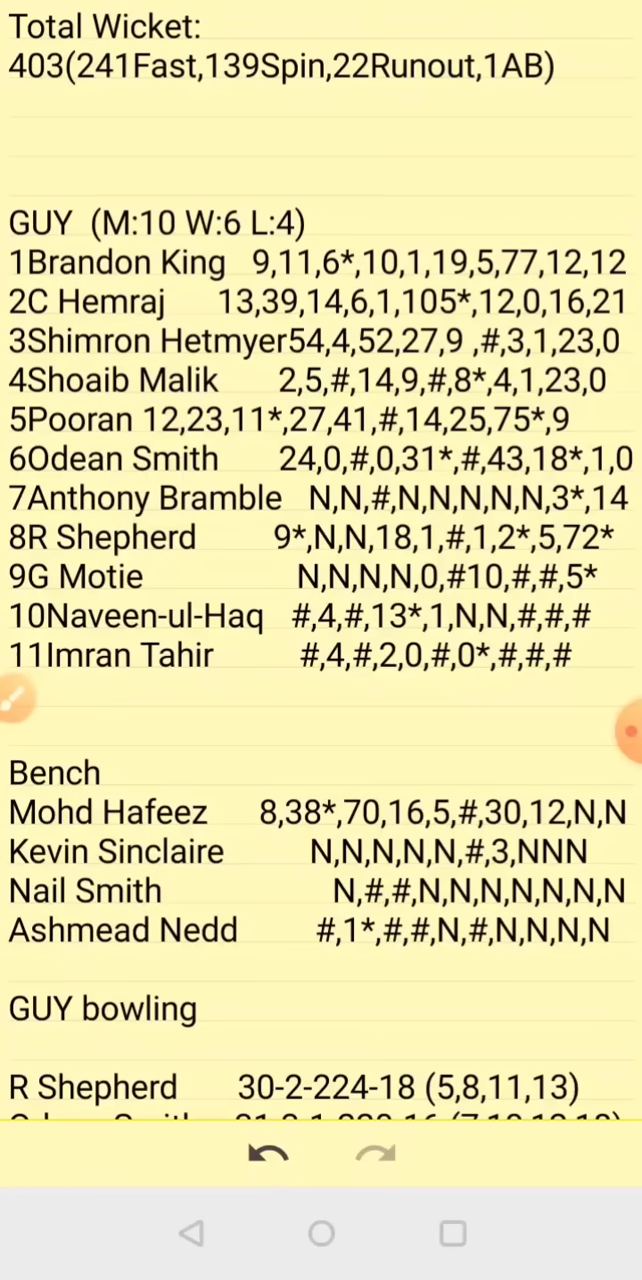 Total Wicket:
403(241Fast,139Spin,22Runout,1AB)
GUY (M:10 W:6 L:4)
1Brandon King 9,11,6*,10,1,19,5,77,12,12
2C Hemraj 13,39,14,6,1,105*,12,0,16,21
3Shimron Hetmyer54,4,52,27,9 ,#,3,1,23,0
4Shoaib Malik 2,5,#,14,9,#,8*,4,1,23,0
5Pooran 12,23,11*,27,41,#,14,25,75*,9
6Odean Smith 24,0,#,0,31*,#,43,18*,1,0
7Anthony Bramble N,N,#,N,N,N,N,N,3*,14
8R Shepherd 9*,N,N,18,1,#,1,2*,5,72*
9G Motie N,N,N,N,0,#10,#,#,5*
10Naveen-ul-Haq #,4,#,13*,1,N,N,#,#,#
11Imran Tahir #,4,#,2,0,#,0*,#,#,#
Bench
Mohd Hafeez 8,38*,70,16,5,#,30,12,N,N
Kevin Sinclaire N,N,N,N,N,#,3,NNN
Nail Smith N,#,#,N,N,N,N,N,N,N
Ashmead Nedd #,1*,#,#,N,#,N,N,N,N
GUY bowling
R Shepherd 30-2-224-18 (5,8,11,13)